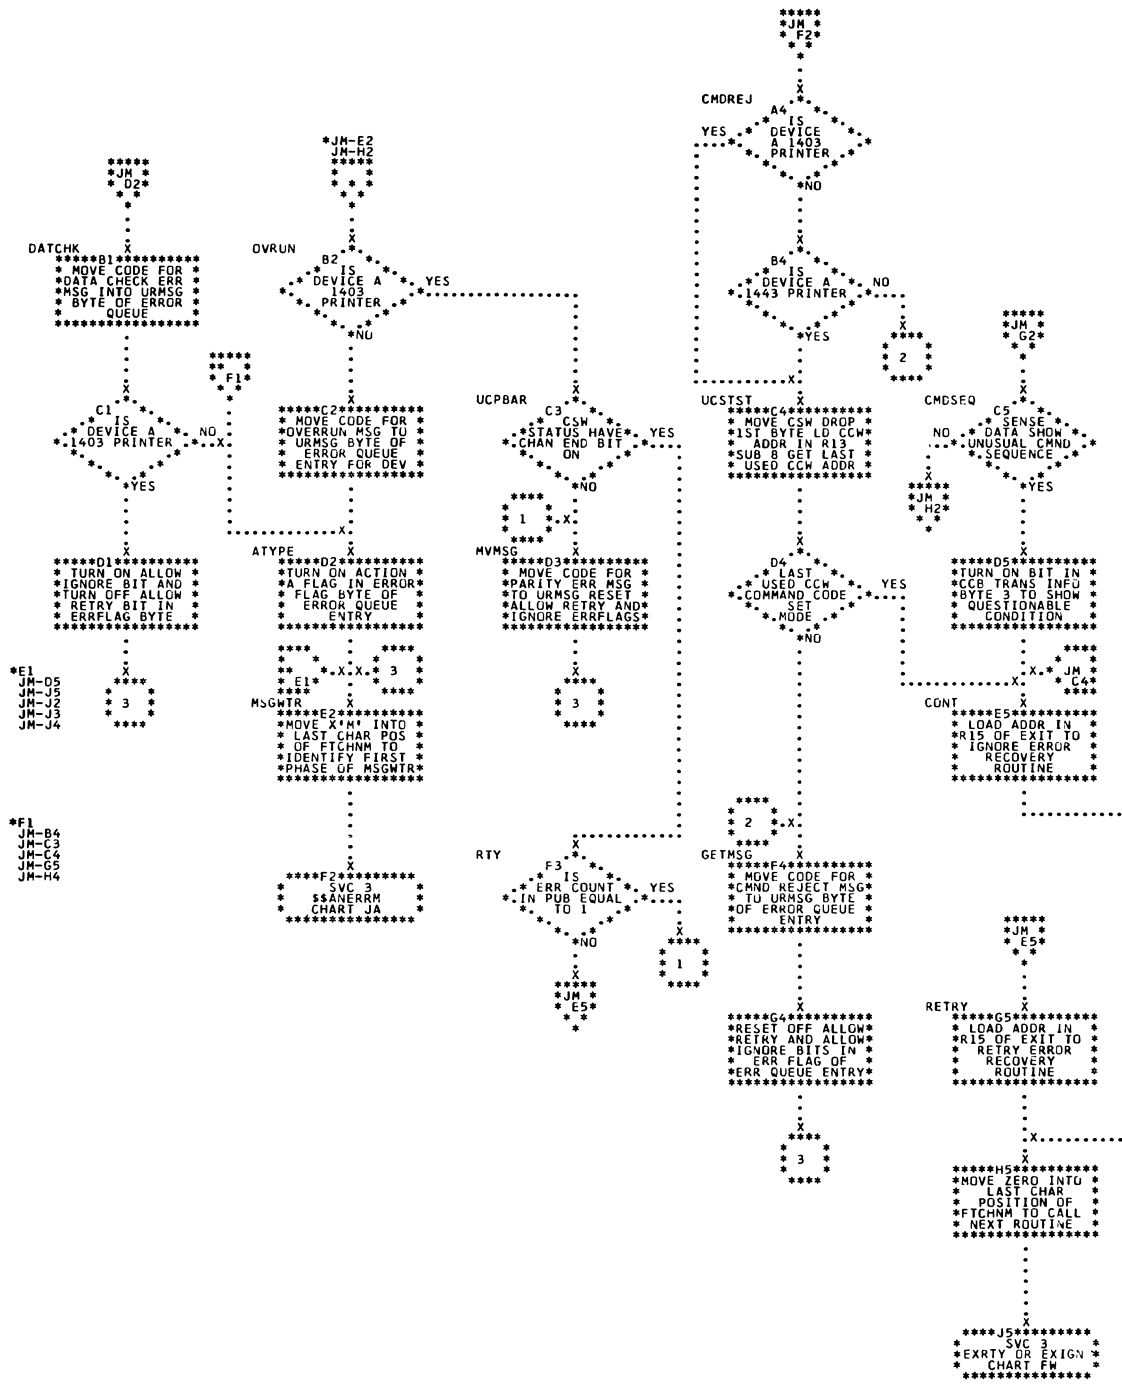 JM
F2
CMDREJ
A4
IS
DEVICE
A 1403
PRINTER
YES
NO
*JM-E2
JM-H2
JM
D2
DATCHK
B1
MOVE CODE FOR
DATA CHECK ERR
MSG INTO URMSG
BYTE OF ERROR
QUEUE
OVRUN
B2
IS
DEVICE A
1403
PRINTER
YES
NO
B4
IS
DEVICE A
1443 PRINTER
NO
YES
2
JM
G2
F1
C1
IS
DEVICE A
1403 PRINTER
NO
YES
C2
MOVE CODE FOR
OVERRUN MSG TO
URMSG BYTE OF
ERROR QUEUE
ENTRY FOR DEV
UCPBAR
C3
CSW
STATUS HAVE
CHAN END BIT
ON
YES
NO
UCSTST
C4
MOVE CSW DROP
1ST BYTE LD CCW
ADDR IN R13
SUB 8 GET LAST
USED CCW ADDR
CMDSEQ
C5
SENSE
DATA SHOW
UNUSUAL CMND
SEQUENCE
NO
YES
JM
H2
1
D1
TURN ON ALLOW
IGNORE BIT AND
TURN OFF ALLOW
RETRY BIT IN
ERRFLAG BYTE
ATYPE
D2
TURN ON ACTION
A FLAG IN ERROR
FLAG BYTE OF
ERROR QUEUE
ENTRY
MVMSG
D3
MOVE CODE FOR
PARITY ERR MSG
TO URMSG RESET
ALLOW RETRY AND
IGNORE ERRFLAGS
D4
LAST
USED CCW
COMMAND CODE
SET
MODE
YES
NO
D5
TURN ON BIT IN
CCB TRANS INFO
BYTE 3 TO SHOW
QUESTIONABLE
CONDITION
*E1
JM-D5
JM-J5
JM-J2
JM-J3
JM-J4
3
E1
3
3
JM
C4
MSGWTR
E2
MOVE X'M' INTO
LAST CHAR POS
OF FTCHNM TO
IDENTIFY FIRST
PHASE OF MSGWTR
CONT
E5
LOAD ADDR IN
R15 OF EXIT TO
IGNORE ERROR
RECOVERY
ROUTINE
*F1
JM-B4
JM-C3
JM-C4
JM-G5
JM-H4
2
F2
SVC 3
$$ANERRM
CHART JA
RTY
F3
IS
ERR COUNT
IN PUB EQUAL
TO 1
YES
NO
1
JM
E5
GETMSG
F4
MOVE CODE FOR
CMND REJECT MSG
TO URMSG BYTE
OF ERROR QUEUE
ENTRY
JM
E5
G4
RESET OFF ALLOW
RETRY AND ALLOW
IGNORE BITS IN
ERR FLAG OF
ERR QUEUE ENTRY
RETRY
G5
LOAD ADDR IN
R15 OF EXIT TO
RETRY ERROR
RECOVERY
ROUTINE
3
H5
MOVE ZERO INTO
LAST CHAR
POSITION OF
FTCHNM TO CALL
NEXT ROUTINE
J5
SVC 3
EXRTY OR EXIGN
CHART FW